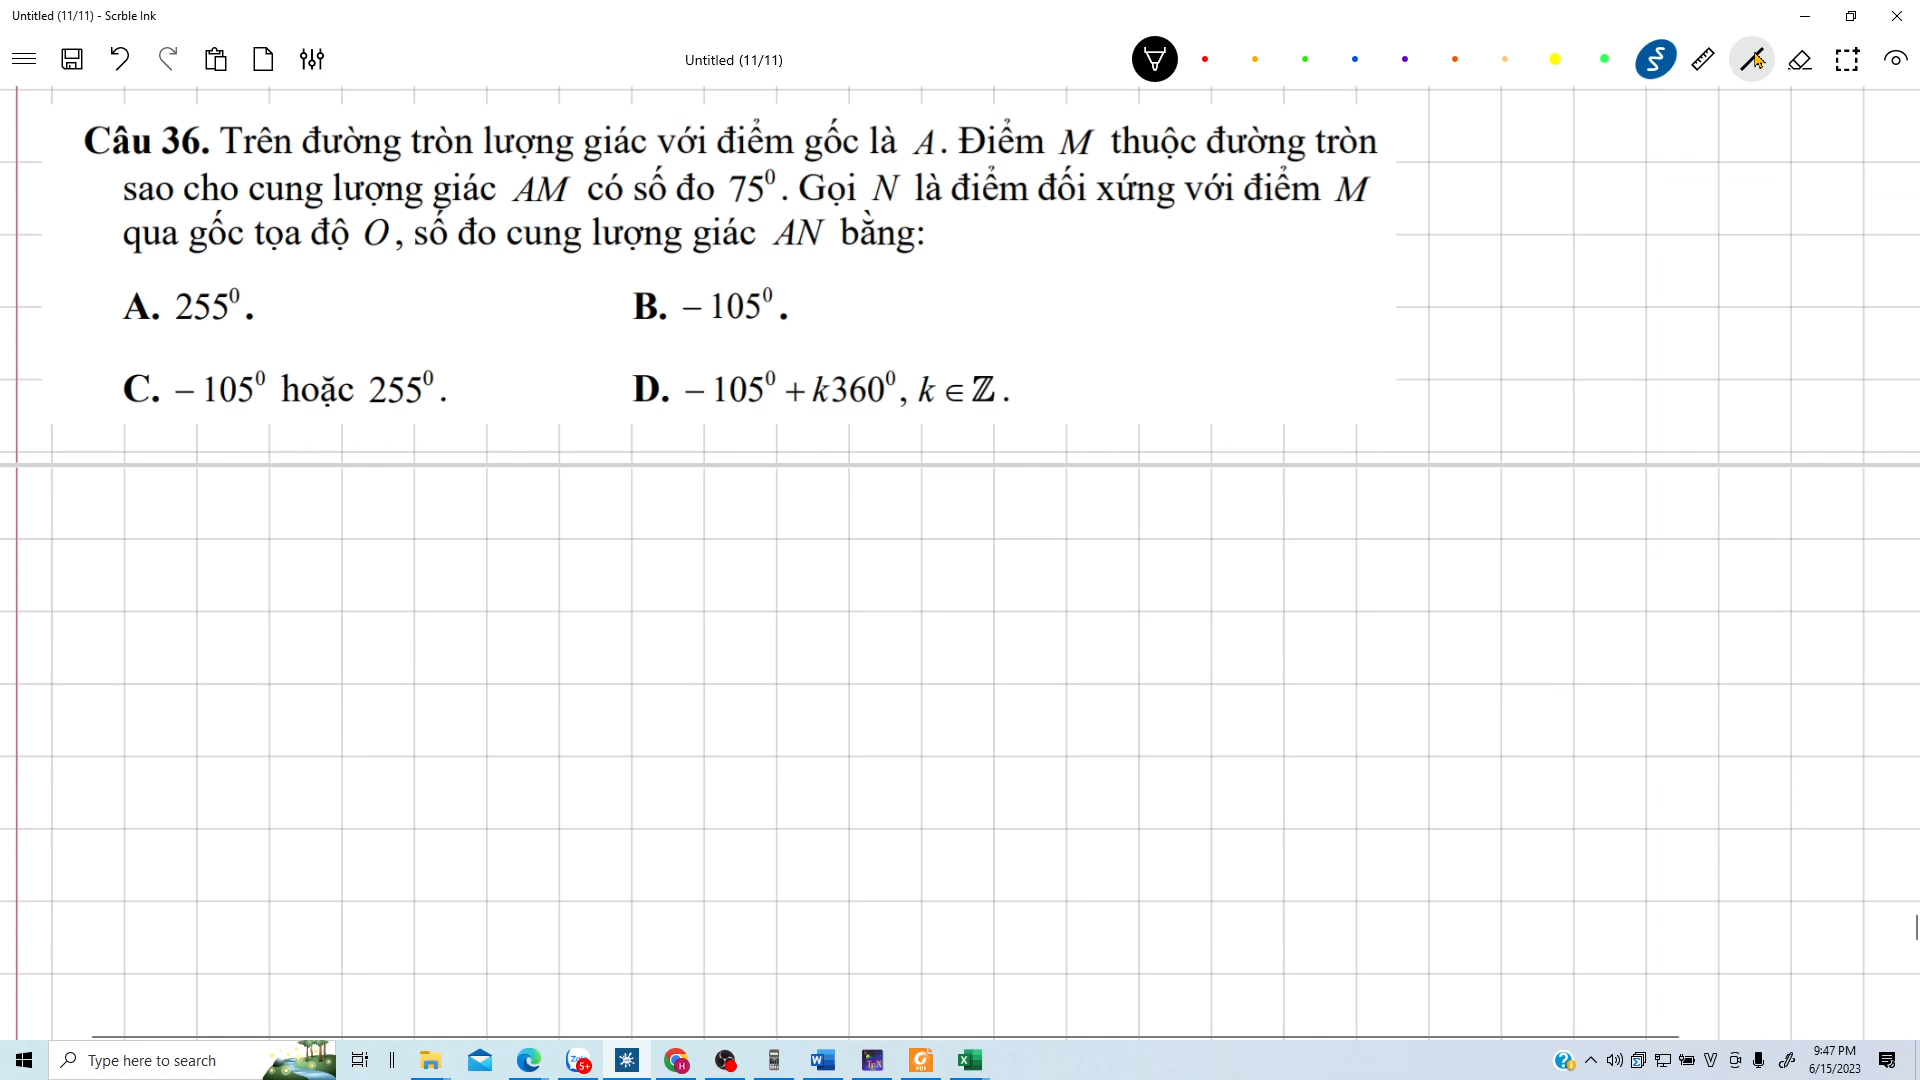 Untitled (11/11) - Scrble Ink
Untitled (11/11)
Câu 36. Trên đường tròn lượng giác với điểm gốc là A. Điểm M thuộc đường tròn
sao cho cung lượng giác AM có số đo 75⁰. Gọi N là điểm đối xứng với điểm M
qua gốc tọa độ O, số đo cung lượng giác AN bằng:
A. 255⁰. B. – 105⁰.
C. – 105⁰ hoặc 255⁰. D. – 105⁰ + k360⁰, k ∈ ℤ.
Type here to search
9:47 PM
6/15/2023